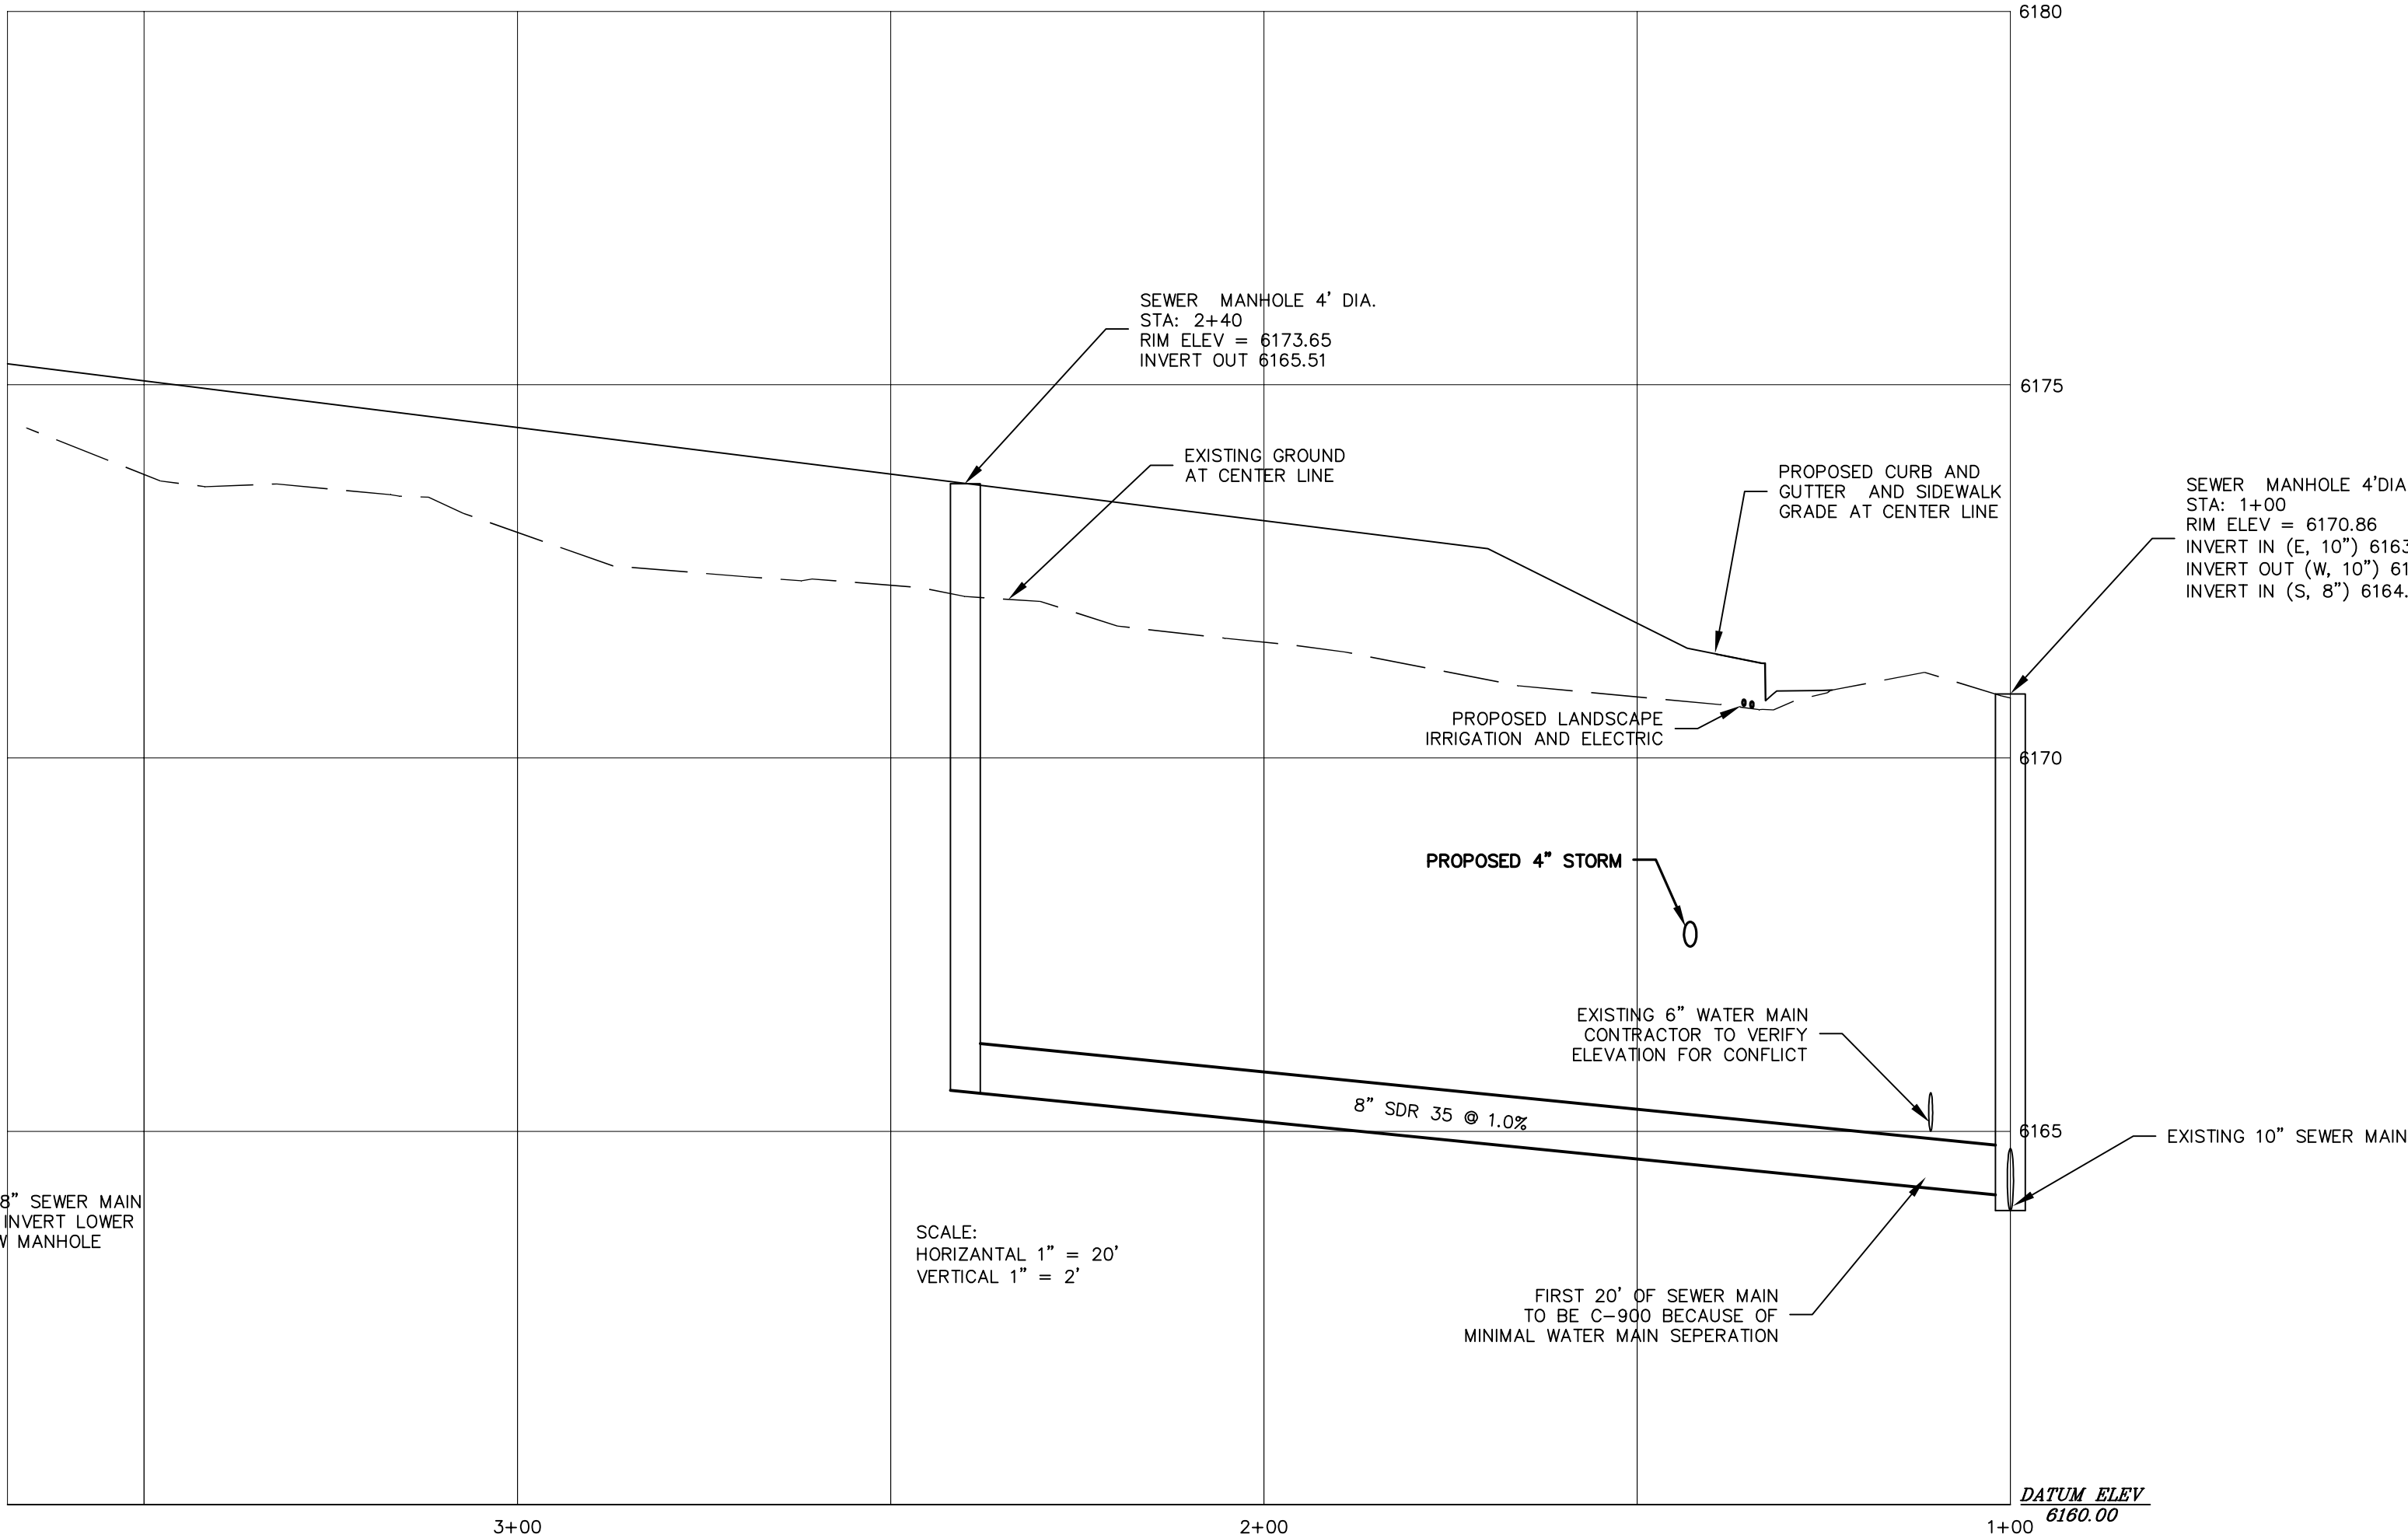 6180
SEWER MANHOLE 4' DIA.
STA: 2+40
RIM ELEV = 6173.65
INVERT OUT 6165.51
6175
EXISTING GROUND
AT CENTER LINE
PROPOSED CURB AND
GUTTER AND SIDEWALK
GRADE AT CENTER LINE
SEWER MANHOLE 4'DIA
STA: 1+00
RIM ELEV = 6170.86
INVERT IN (E, 10") 6163
INVERT OUT (W, 10") 61
INVERT IN (S, 8") 6164.
PROPOSED LANDSCAPE
IRRIGATION AND ELECTRIC
6170
PROPOSED 4" STORM
EXISTING 6" WATER MAIN
CONTRACTOR TO VERIFY
ELEVATION FOR CONFLICT
8" SDR 35 @ 1.0%
6165
EXISTING 10" SEWER MAIN
8" SEWER MAIN
INVERT LOWER
MANHOLE
SCALE:
HORIZANTAL 1" = 20'
VERTICAL 1" = 2'
FIRST 20' OF SEWER MAIN
TO BE C-900 BECAUSE OF
MINIMAL WATER MAIN SEPERATION
DATUM ELEV
6160.00
3+00
2+00
1+00